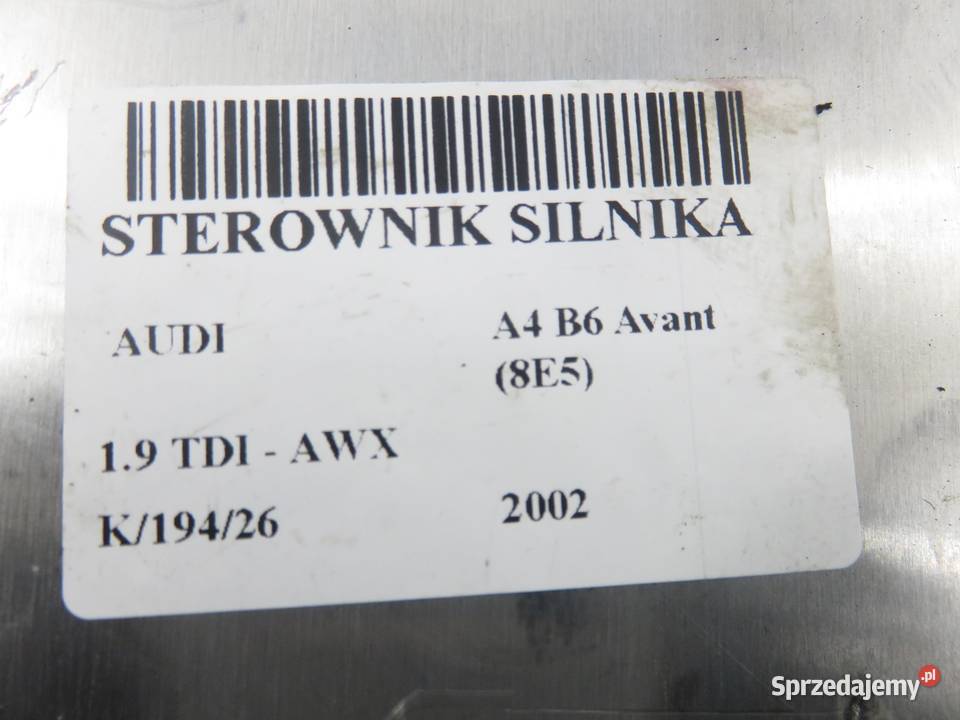 STEROWNIK SILNIKA
AUDI
A4 B6 Avant
(8E5)
1.9 TDI - AWX
K/194/26
2002
Sprzedajemy.pl